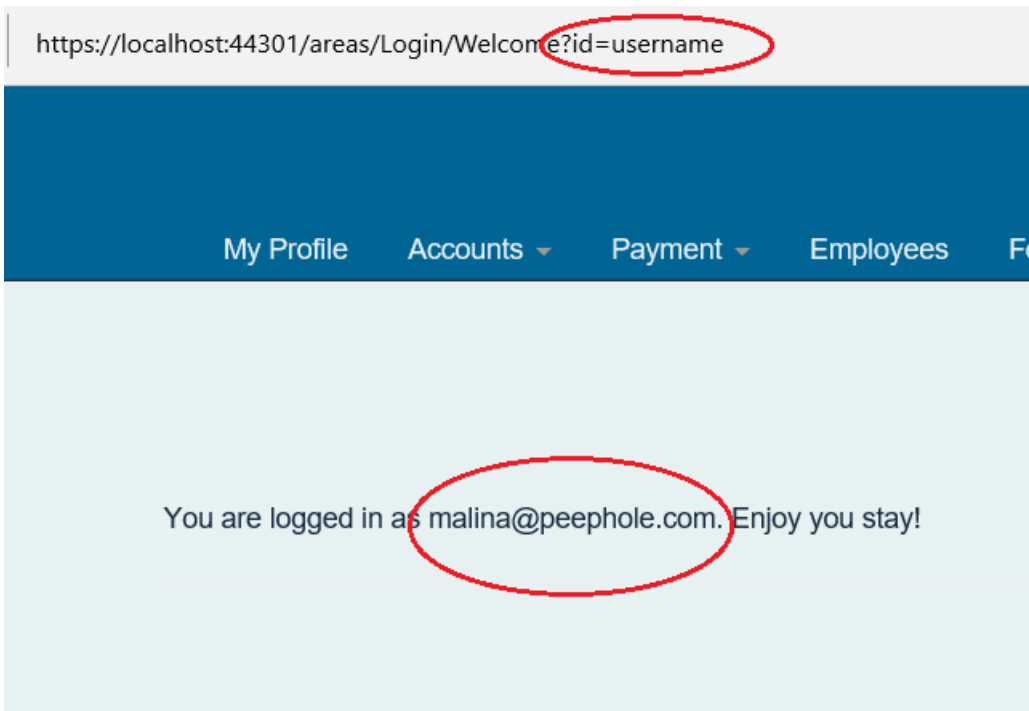 https://localhost:44301/areas/Login/Welcome?id=username
My Profile Accounts Payment Employees
You are logged in as malina@peephole.com. Enjoy you stay!